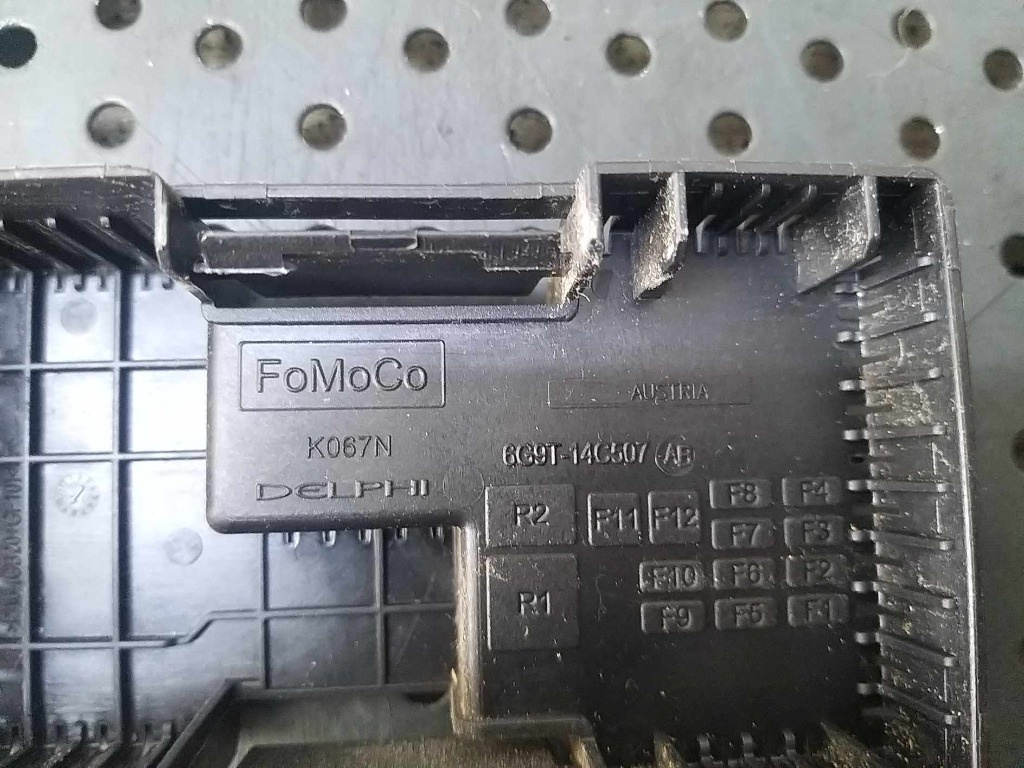 FoMoCo
AUSTRIA
K067N
6G9T-14C507 AB
DELPHI
R2 F11 F12 F8 F4
F7 F3
R1 F10 F6 F2
F9 F5 F1